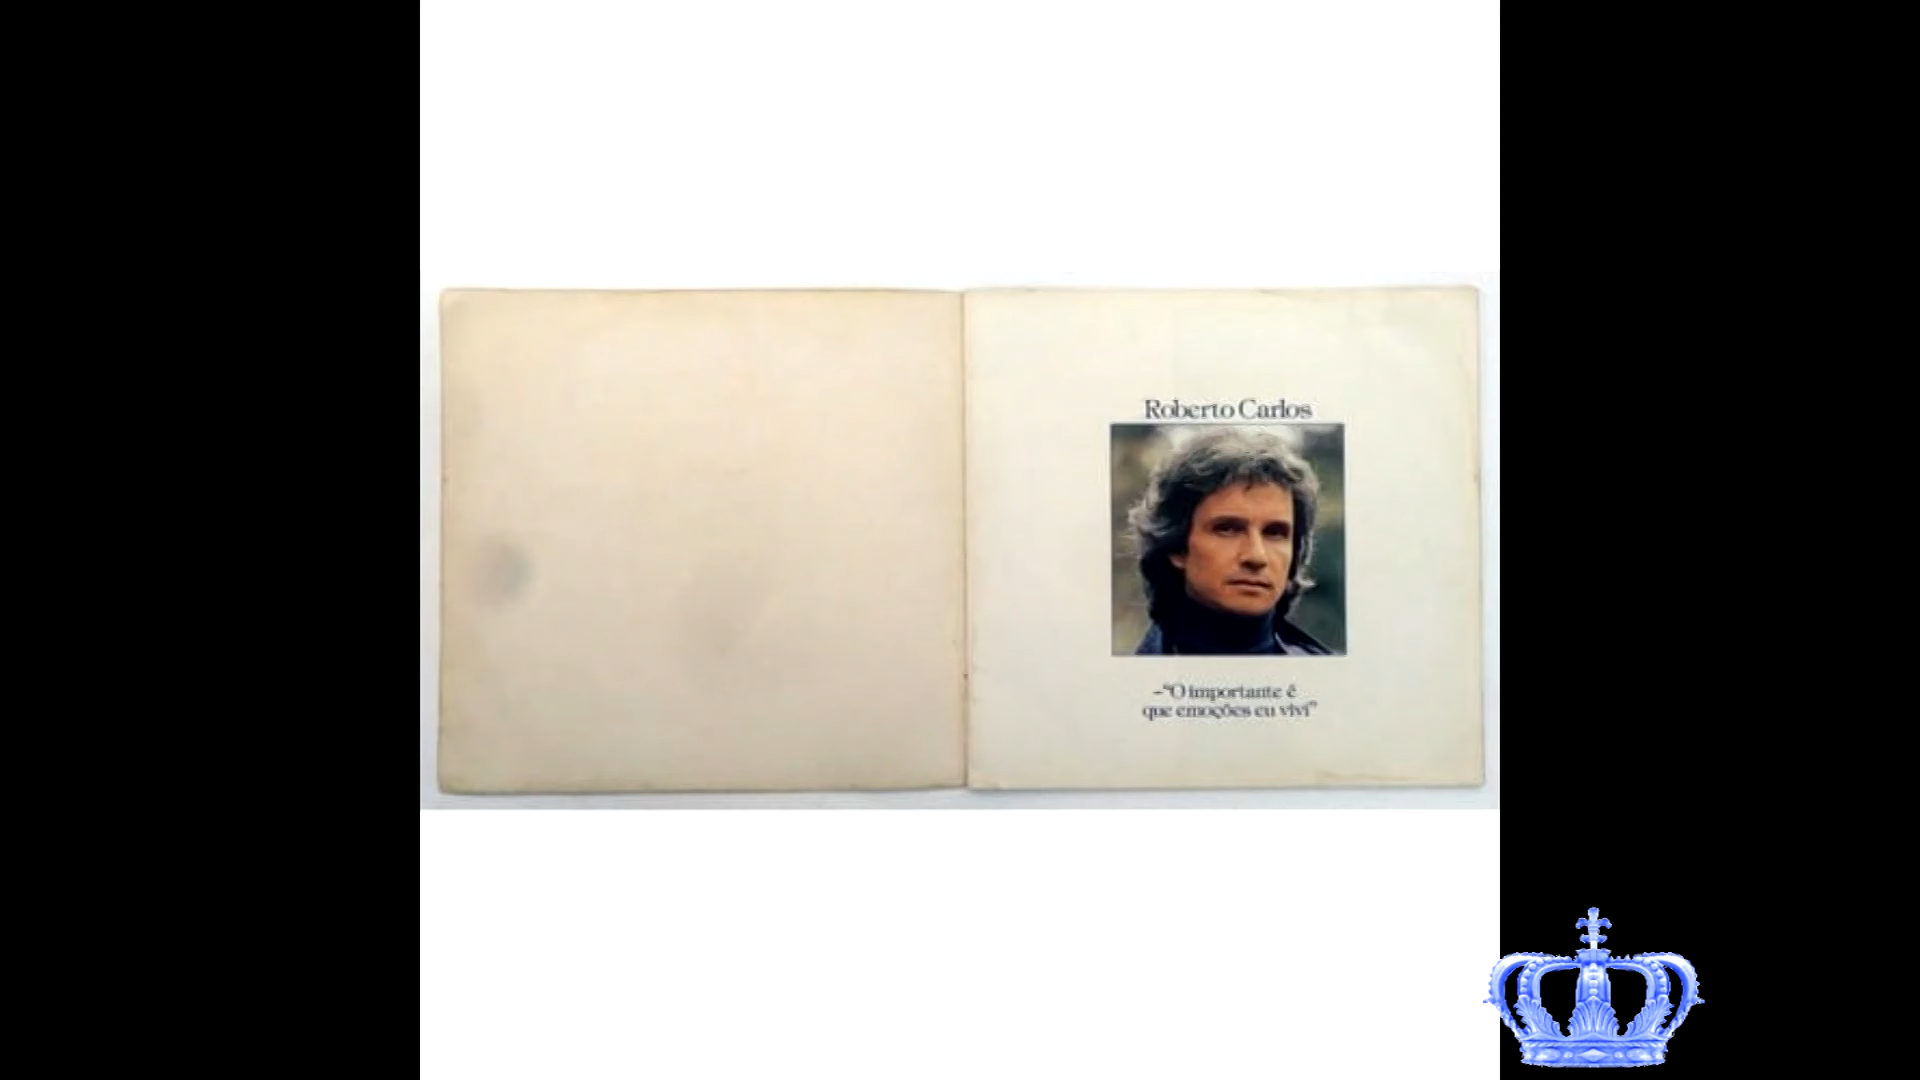 Roberto Carlos
–“O importante é
que emoções eu vivi”